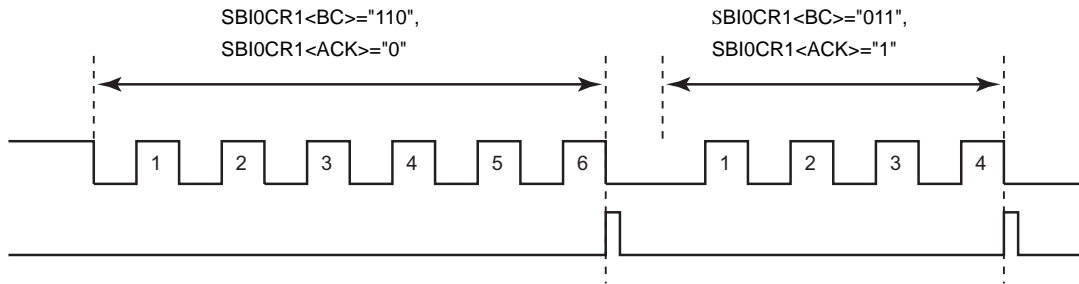 SBI0CR1<BC>="110",
SBI0CR1<ACK>="0"
SBI0CR1<BC>="011",
SBI0CR1<ACK>="1"
1 2 3 4 5 6 1 2 3 4